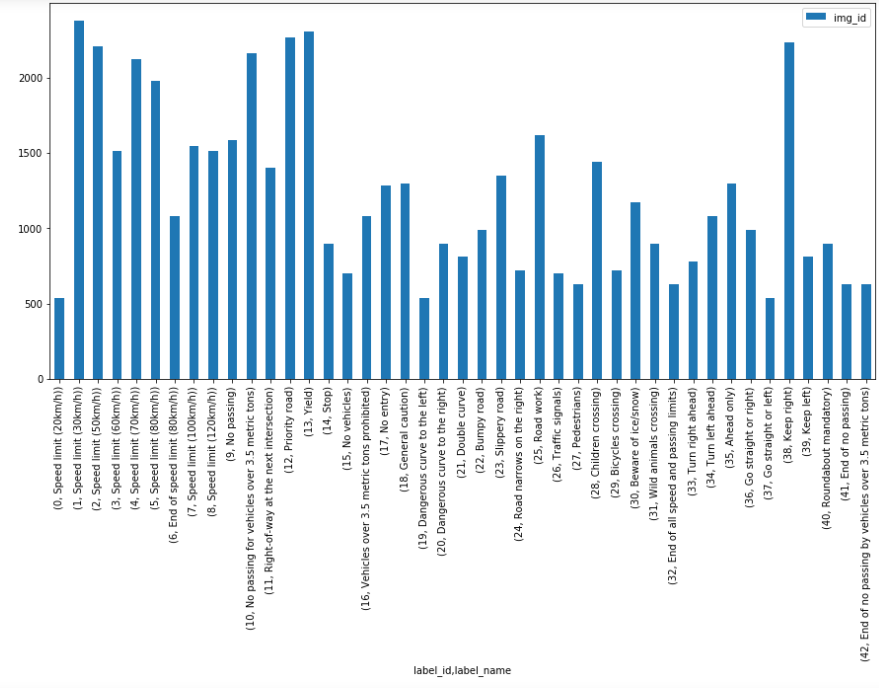 img_id
2000
1500
1000
500
0
(0, Speed limit (20km/h))
(1, Speed limit (30km/h))
(2, Speed limit (50km/h))
(3, Speed limit (60km/h))
(4, Speed limit (70km/h))
(5, Speed limit (80km/h))
(6, End of speed limit (80km/h))
(7, Speed limit (100km/h))
(8, Speed limit (120km/h))
(9, No passing)
(10, No passing for vehicles over 3.5 metric tons)
(11, Right-of-way at the next intersection)
(12, Priority road)
(13, Yield)
(14, Stop)
(15, No vehicles)
(16, Vehicles over 3.5 metric tons prohibited)
(17, No entry)
(18, General caution)
(19, Dangerous curve to the left)
(20, Dangerous curve to the right)
(21, Double curve)
(22, Bumpy road)
(23, Slippery road)
(24, Road narrows on the right)
(25, Road work)
(26, Traffic signals)
(27, Pedestrians)
(28, Children crossing)
(29, Bicycles crossing)
(30, Beware of ice/snow)
(31, Wild animals crossing)
(32, End of all speed and passing limits)
(33, Turn right ahead)
(34, Turn left ahead)
(35, Ahead only)
(36, Go straight or right)
(37, Go straight or left)
(38, Keep right)
(39, Keep left)
(40, Roundabout mandatory)
(41, End of no passing)
(42, End of no passing by vehicles over 3.5 metric tons)
label_id,label_name